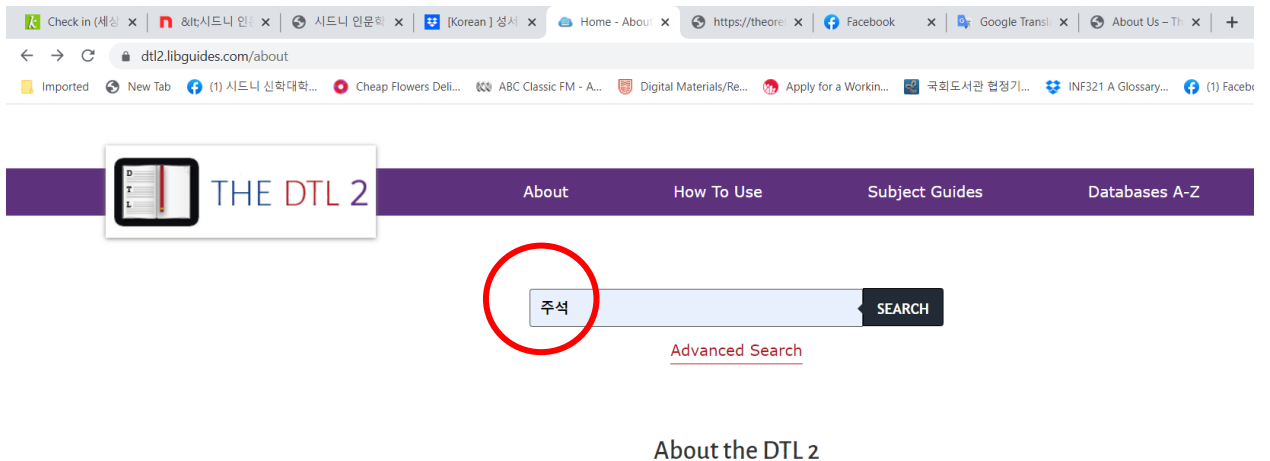 Check in (세상 &lt;시드니 인문 시드니 인문학 [Korean ] 성서 Home - About https://theore Facebook Google Transl About Us – Th
dtl2.libguides.com/about
Imported New Tab (1) 시드니 신학대학... Cheap Flowers Deli... ABC Classic FM - A... Digital Materials/Re... Apply for a Workin... 국회도서관 협정기... INF321 A Glossary... (1) Facebo
D
T
L
THE DTL 2
About How To Use Subject Guides Databases A-Z
주석 SEARCH
Advanced Search
About the DTL 2